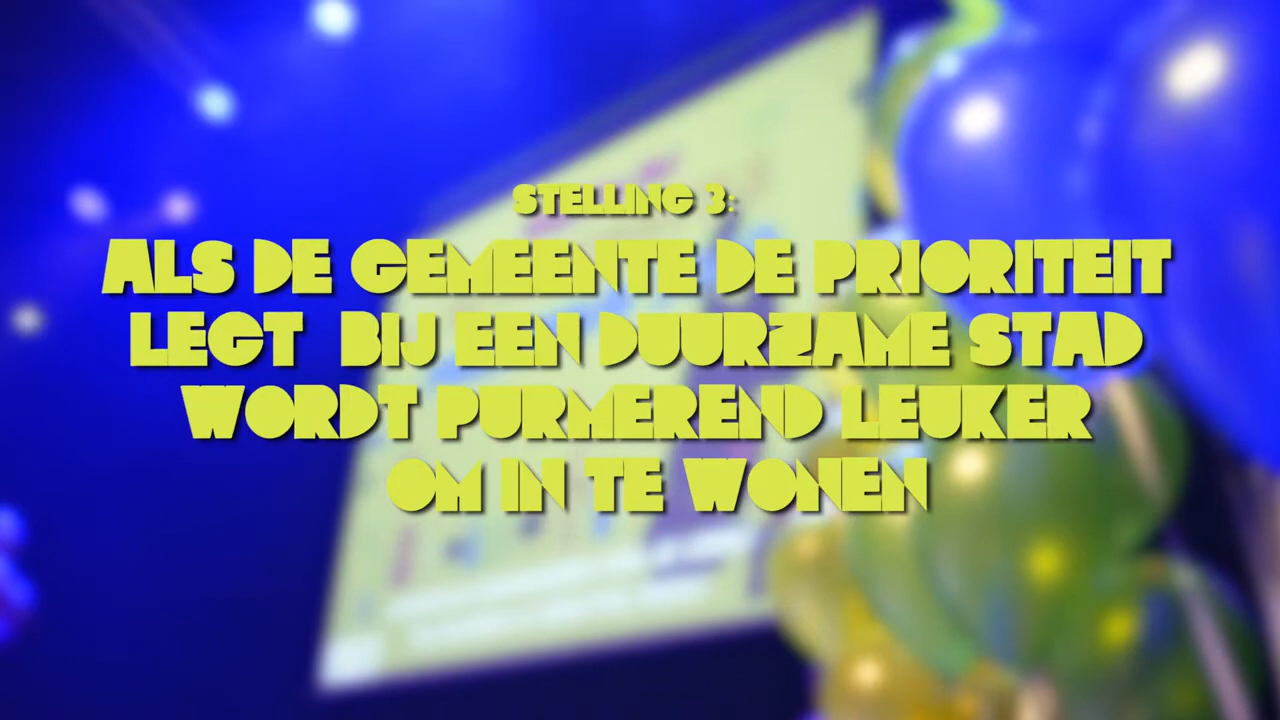 STELLING 3:
ALS DE GEMEENTE DE PRIORITEIT
LEGT BIJ EEN DUURZAME STAD
WORDT PURMEREND LEUKER
OM IN TE WONEN